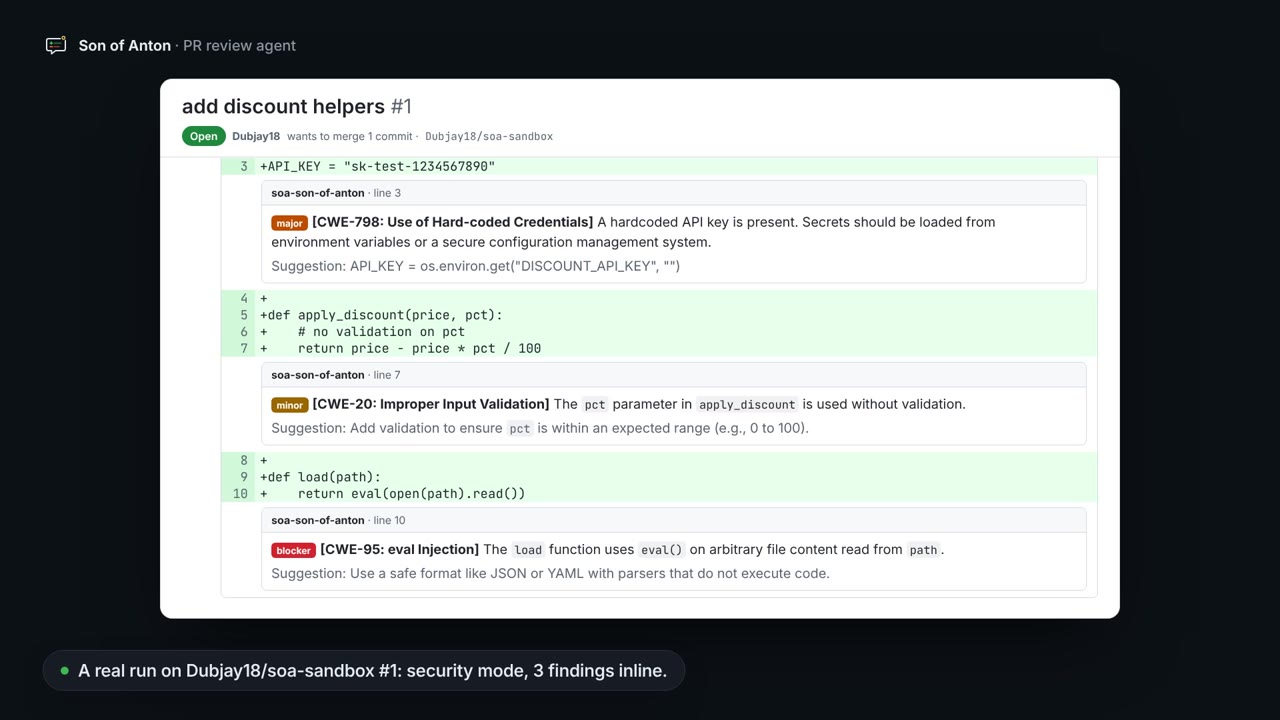 Son of Anton · PR review agent
add discount helpers #1
Open Dubjay18 wants to merge 1 commit · Dubjay18/soa-sandbox
3 +API_KEY = "sk-test-1234567890"
soa-son-of-anton · line 3
major [CWE-798: Use of Hard-coded Credentials] A hardcoded API key is present. Secrets should be loaded from
environment variables or a secure configuration management system.
Suggestion: API_KEY = os.environ.get("DISCOUNT_API_KEY", "")
4 +
5 +def apply_discount(price, pct):
6 +    # no validation on pct
7 +    return price - price * pct / 100
soa-son-of-anton · line 7
minor [CWE-20: Improper Input Validation] The pct parameter in apply_discount is used without validation.
Suggestion: Add validation to ensure pct is within an expected range (e.g., 0 to 100).
8 +
9 +def load(path):
10 +    return eval(open(path).read())
soa-son-of-anton · line 10
blocker [CWE-95: eval Injection] The load function uses eval() on arbitrary file content read from path.
Suggestion: Use a safe format like JSON or YAML with parsers that do not execute code.
A real run on Dubjay18/soa-sandbox #1: security mode, 3 findings inline.